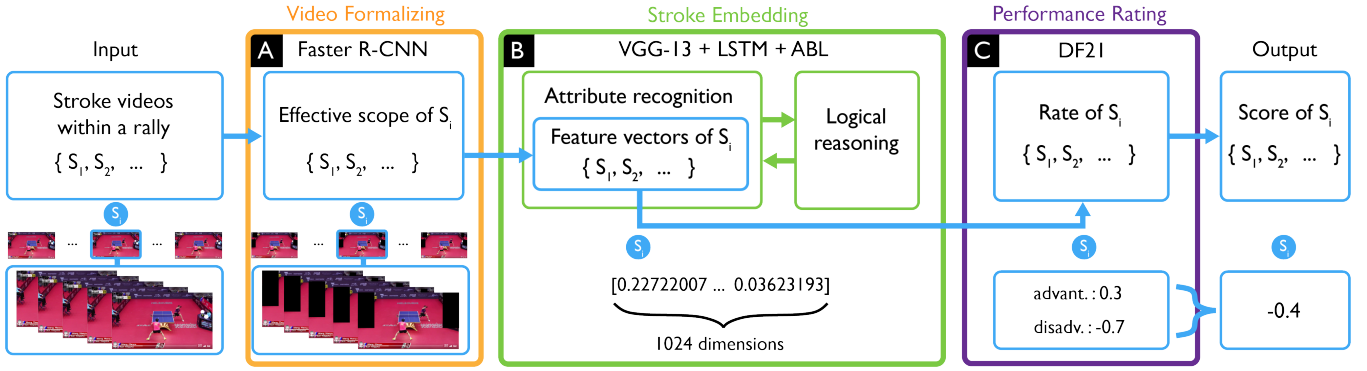 Video Formalizing
Stroke Embedding
Performance Rating
Input
A
Faster R-CNN
B
VGG-13 + LSTM + ABL
C
DF21
Output
Stroke videos
within a rally
{ S1, S2, ... }
Effective scope of Si
{ S1, S2, ... }
Attribute recognition
Feature vectors of Si
{ S1, S2, ... }
Logical
reasoning
Rate of Si
{ S1, S2, ... }
Score of Si
{ S1, S2, ... }
Si
Si
Si
Si
Si
... ...
... ...
[0.22722007 ... 0.03623193]
1024 dimensions
advant. : 0.3
disadv. : -0.7
-0.4